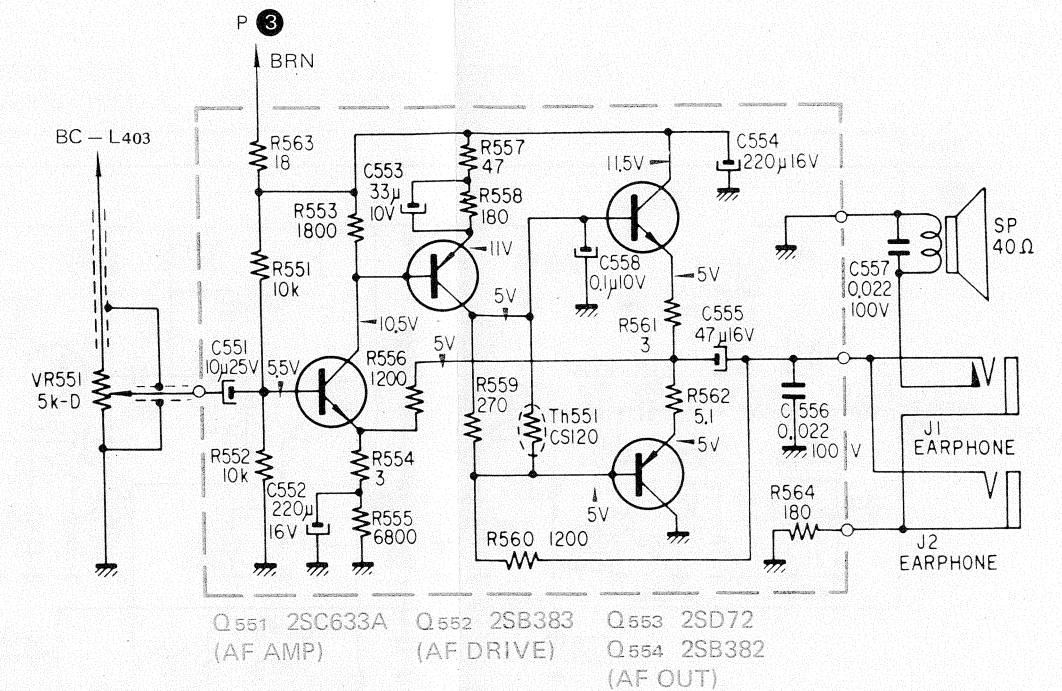 P 3
BRN
BC – L403
R563
18
R557
47
C554
220μ16V
C553
33μ
10V
R558
180
11.5V
R553
1800
11V
SP
40Ω
C558
0.1μ10V
C557
0.022
100V
R551
10k
5V
5V
10.5V
R561
3
C555
47μ16V
5V
C551
10μ25V
5.5V
R556
1200
VR551
5k-D
R559
270
R562
5.1
Th551
CS120
C556
0.022
100V
5V
J1
EARPHONE
R552
10k
R554
3
C552
220μ
16V
R555
6800
5V
R564
180
R560 1200
J2
EARPHONE
Q551 2SC633A Q552 2SB383 Q553 2SD72
(AF AMP) (AF DRIVE) Q554 2SB382
(AF OUT)